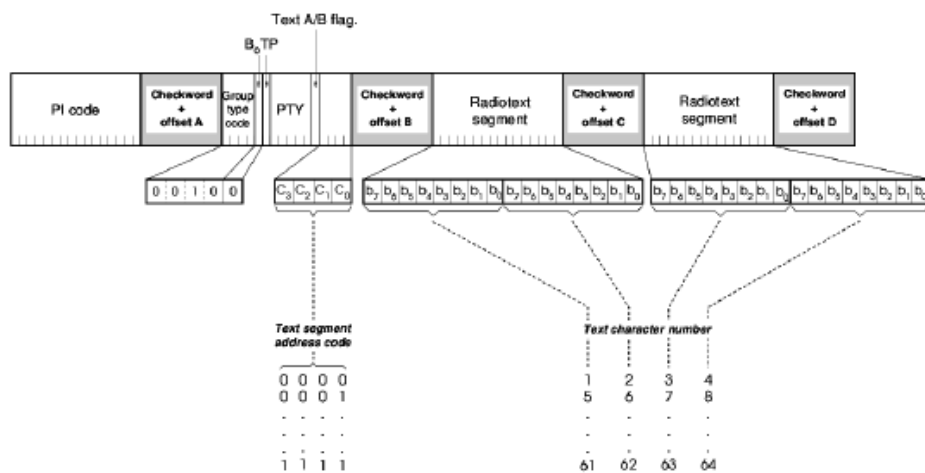 Text A/B flag.
B₀TP
PI code
Checkword + offset A
Group type code
PTY
Checkword + offset B
Radiotext segment
Checkword + offset C
Radiotext segment
Checkword + offset D
0 0 1 0 0
C₃ C₂ C₁ C₀
b₇ b₆ b₅ b₄ b₃ b₂ b₁ b₀ b₇ b₆ b₅ b₄ b₃ b₂ b₁ b₀
b₇ b₆ b₅ b₄ b₃ b₂ b₁ b₀ b₇ b₆ b₅ b₄ b₃ b₂ b₁ b₀
Text segment
address code
Text character number
0 0 0 0 1 2 3 4
0 0 0 1 5 6 7 8
. . . . . . . .
. . . . . . . .
1 1 1 1 61 62 63 64